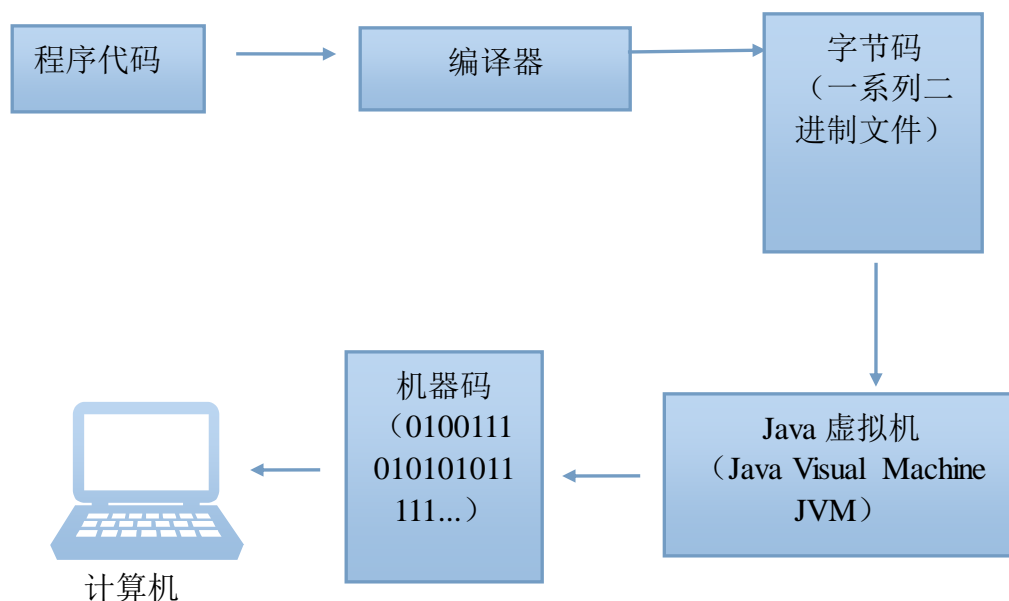 程序代码
编译器
字节码
（一系列二
进制文件）
Java 虚拟机
（Java Visual Machine
JVM）
机器码
（0100111
010101011
111...）
计算机